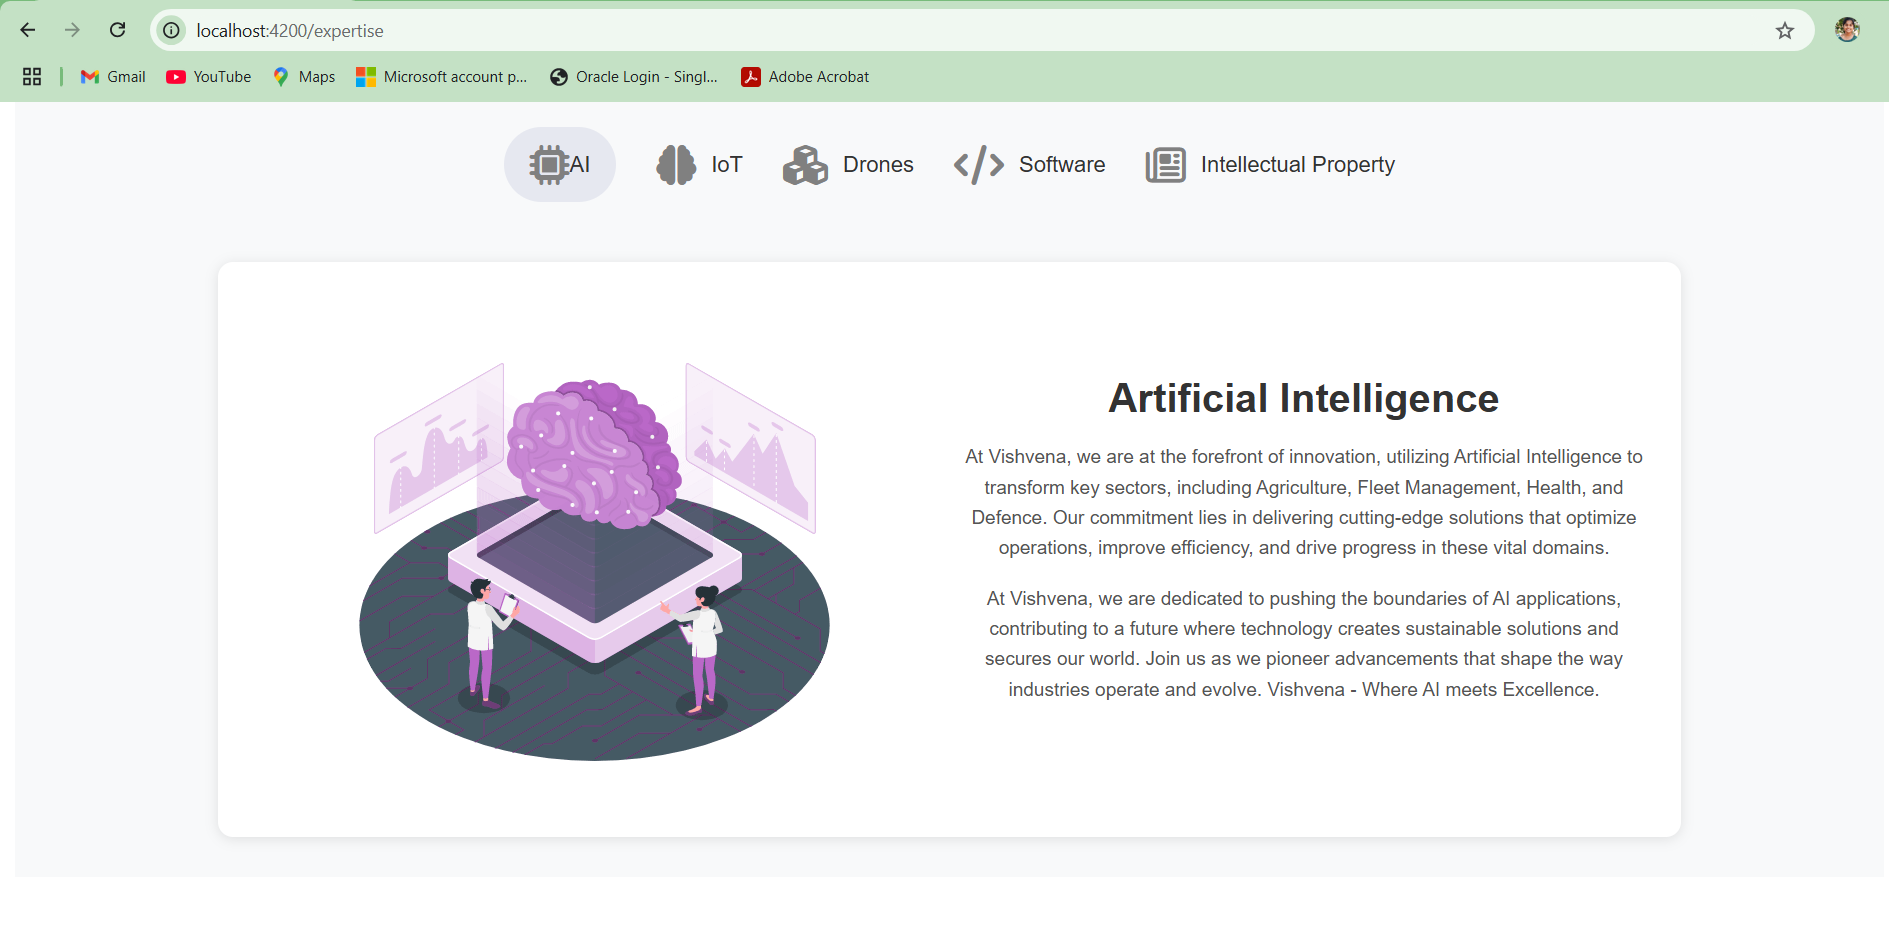 localhost:4200/expertise
Gmail
YouTube
Maps
Microsoft account p...
Oracle Login - Singl...
Adobe Acrobat
AI
IoT
Drones
Software
Intellectual Property
Artificial Intelligence
At Vishvena, we are at the forefront of innovation, utilizing Artificial Intelligence to
transform key sectors, including Agriculture, Fleet Management, Health, and
Defence. Our commitment lies in delivering cutting-edge solutions that optimize
operations, improve efficiency, and drive progress in these vital domains.
At Vishvena, we are dedicated to pushing the boundaries of AI applications,
contributing to a future where technology creates sustainable solutions and
secures our world. Join us as we pioneer advancements that shape the way
industries operate and evolve. Vishvena - Where AI meets Excellence.